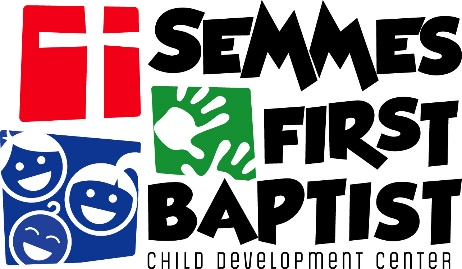 SEMMES
FIRST
BAPTIST
CHILD DEVELOPMENT CENTER